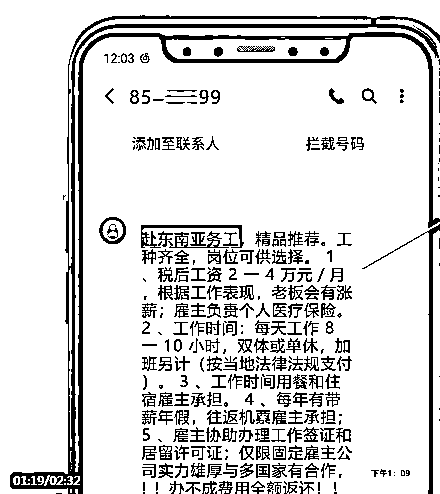 12:03
85-三三99
添加至联系人 拦截号码
赴东南亚务工，精品推荐。工
种齐全，岗位可供选择。 1
、税后工资 2 一 4 万元 / 月
，根据工作表现，老板会有涨
薪；雇主负责个人医疗保险。
2 、工作时间：每天工作 8
一 10 小时，双体或单休，加
班另计（按当地法律法规支付
）。 3 、工作时间用餐和住
宿雇主承担。 4 、每年有带
薪年假，往返机票雇主承担；
5 、雇主协助办理工作签证和
居留许可证；仅限固定雇主公
司实力雄厚与多国家有合作，
！！办不成费用全额返还！！
下午1：09
01:19/02:32